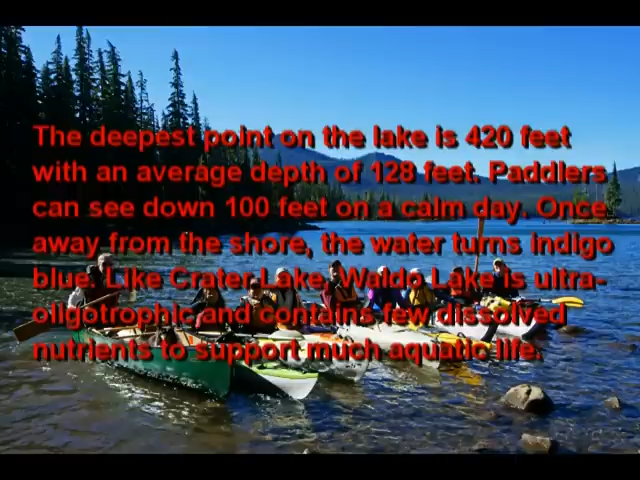 The deepest point on the lake is 420 feet
with an average depth of 128 feet. Paddlers
can see down 100 feet on a calm day. Once
away from the shore, the water turns indigo
blue. Like Crater Lake, Waldo Lake is ultra-
oligotrophic and contains few dissolved
nutrients to support much aquatic life.